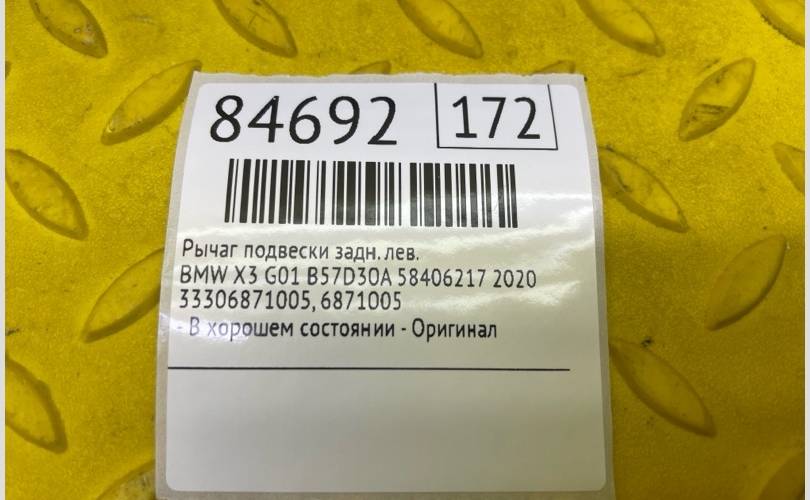 84692 172
Рычаг подвески задн. лев.
BMW X3 G01 B57D30A 58406217 2020
33306871005, 6871005
- В хорошем состоянии - Оригинал